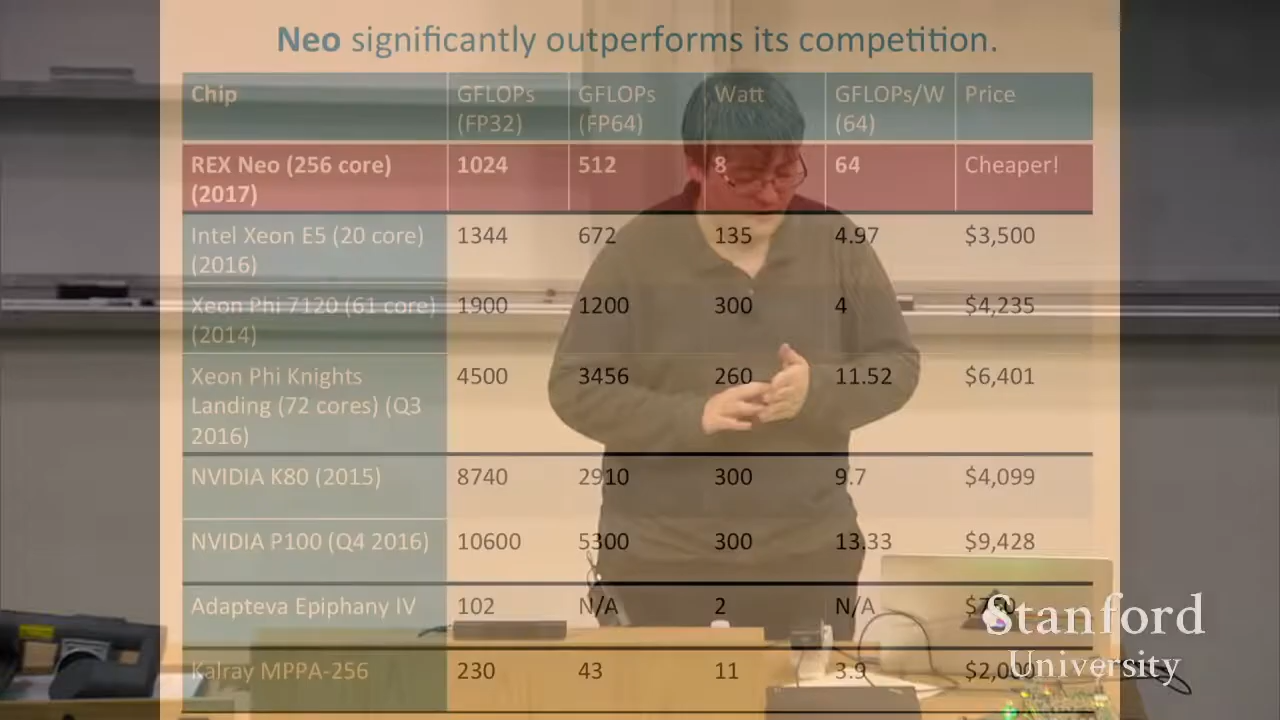 Neo significantly outperforms its competition.
Chip GFLOPs (FP32) GFLOPs (FP64) Watt GFLOPs/W (64) Price
REX Neo (256 core) (2017) 1024 512 8 64 Cheaper!
Intel Xeon E5 (20 core) (2016) 1344 672 135 4.97 $3,500
Xeon Phi 7120 (61 core) (2014) 1900 1200 300 4 $4,235
Xeon Phi Knights Landing (72 cores) (Q3 2016) 4500 3456 260 11.52 $6,401
NVIDIA K80 (2015) 8740 2910 300 9.7 $4,099
NVIDIA P100 (Q4 2016) 10600 5300 300 13.33 $9,428
Adapteva Epiphany IV 102 N/A 2 N/A
Kalray MPPA-256 230 43 11 3.9 $2,000
Stanford
University